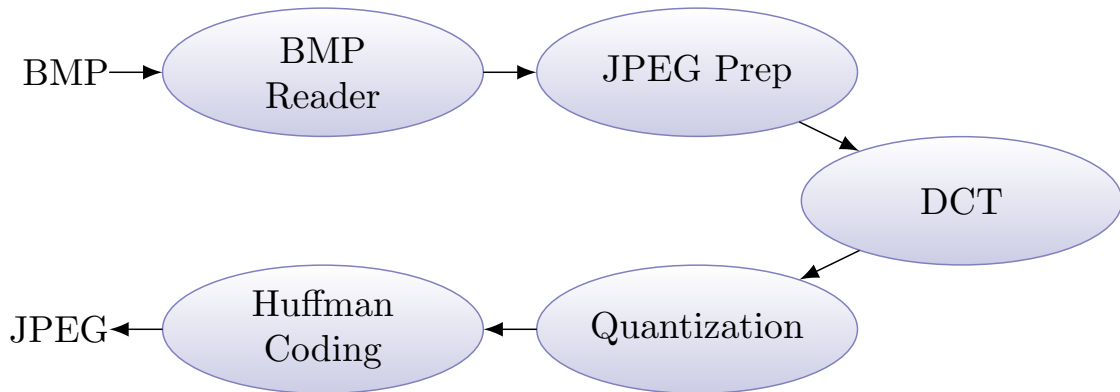 BMP
BMP
Reader
JPEG Prep
DCT
Quantization
Huffman
Coding
JPEG